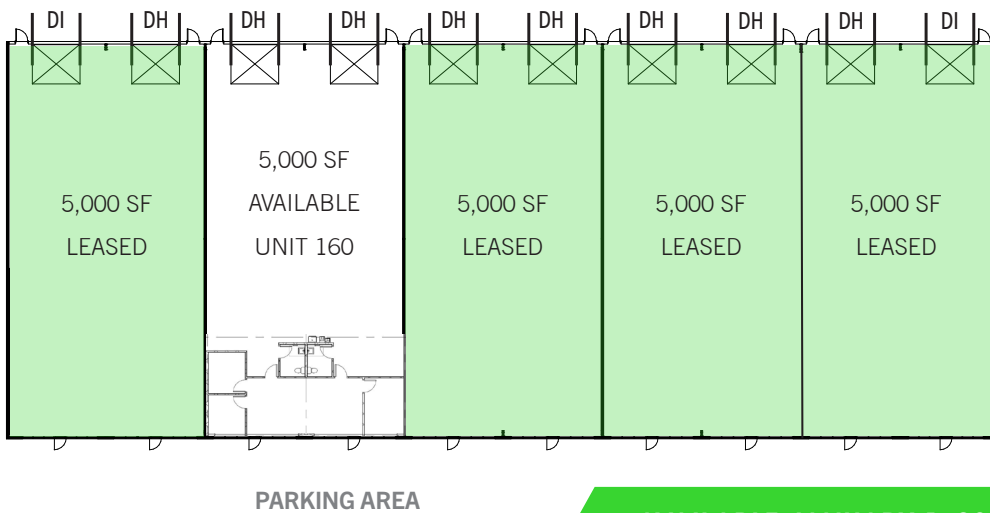 DI DH DH DH DH DH DH DH DH DI
5,000 SF
LEASED
5,000 SF
AVAILABLE
UNIT 160
5,000 SF
LEASED
5,000 SF
LEASED
5,000 SF
LEASED
PARKING AREA